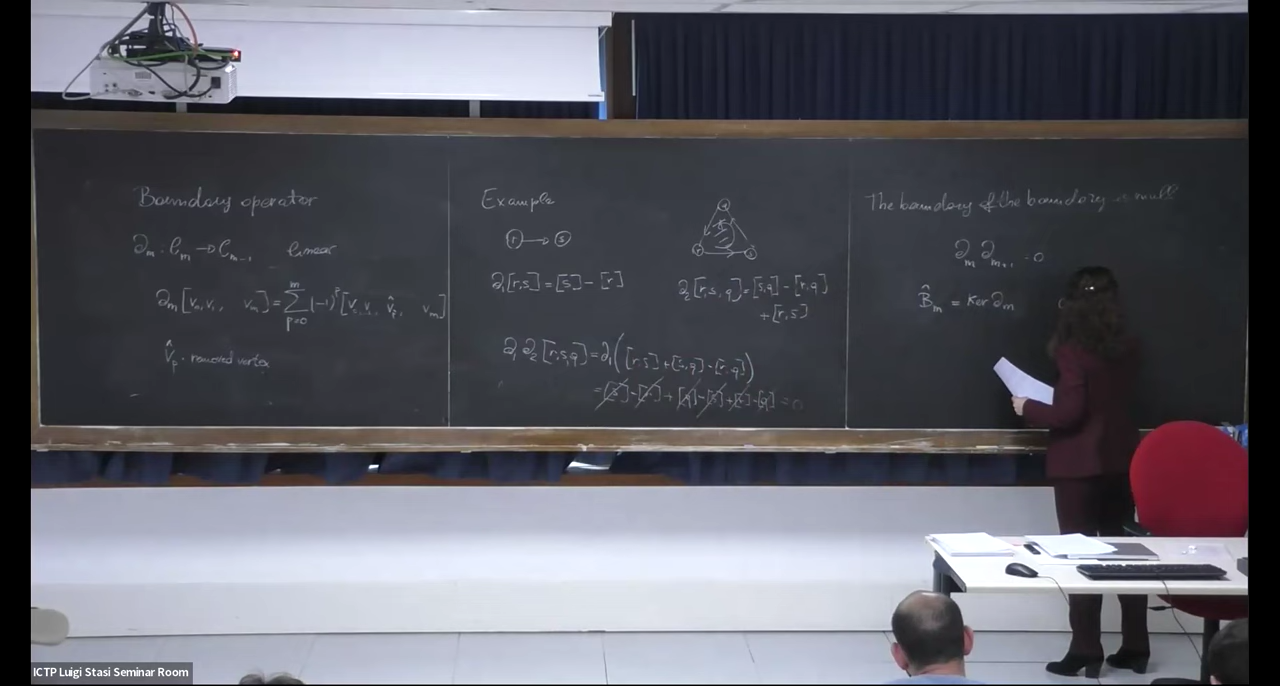 Boundary operator
∂m : Cm → Cm-1 linear
∂m [v0, v1, vm] = ∑ p=0 m (-1)^p [v0, v1, v̂p, vm]
v̂p - removed vertex
Example
r → s
q
r s
∂1[r,s] = [s] - [r]
∂2[r,s,q] = [s,q] - [r,q]
+ [r,s]
∂1 ∂2 [r,s,q] = ∂1 ([r,s] + [s,q] - [r,q])
= [s] - [r] + [q] - [s] + [r] - [q] = 0
The boundary of the boundary is null
∂m ∂m+1 = 0
B̂m = Ker ∂m
ICTP Luigi Stasi Seminar Room